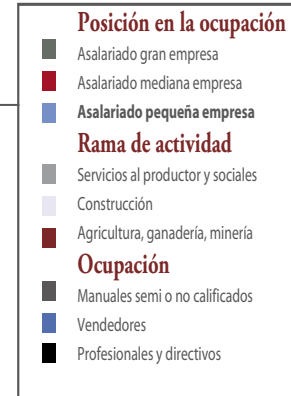 Posición en la ocupación
Asalariado gran empresa
Asalariado mediana empresa
Asalariado pequeña empresa
Rama de actividad
Servicios al productor y sociales
Construcción
Agricultura, ganadería, minería
Ocupación
Manuales semi o no calificados
Vendedores
Profesionales y directivos